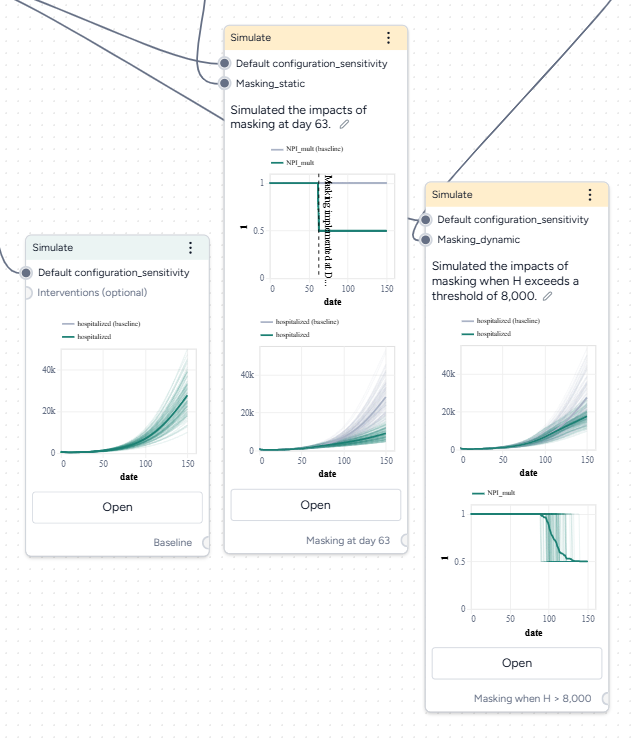 Simulate
Default configuration_sensitivity
Masking_static
Simulated the impacts of
masking at day 63.
NPI_mult (baseline)
NPI_mult
1
0.5
0
1
Masking implemented at D...
0
50
100
150
date
hospitalized (baseline)
hospitalized
40k
20k
0
0
50
100
150
date
Open
Masking at day 63
Simulate
Default configuration_sensitivity
Interventions (optional)
hospitalized (baseline)
hospitalized
40k
20k
0
0
50
100
150
date
Open
Baseline
Simulate
Default configuration_sensitivity
Masking_dynamic
Simulated the impacts of
masking when H exceeds a
threshold of 8,000.
hospitalized (baseline)
hospitalized
40k
20k
0
0
50
100
150
date
NPI_mult
1
0.5
0
1
0
50
100
150
date
Open
Masking when H > 8,000